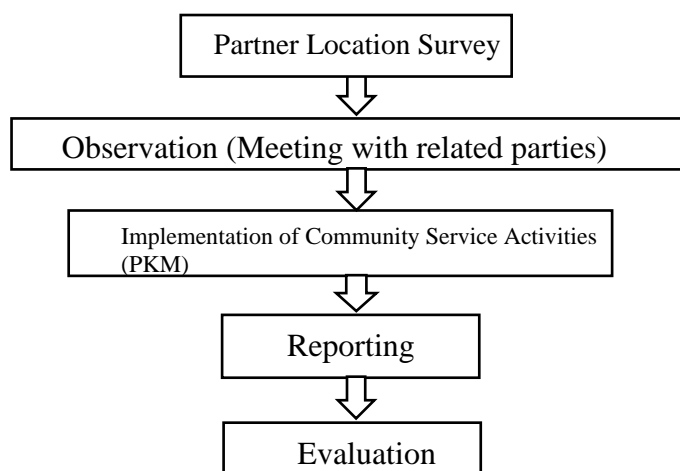 Partner Location Survey
Observation (Meeting with related parties)
Implementation of Community Service Activities
(PKM)
Reporting
Evaluation